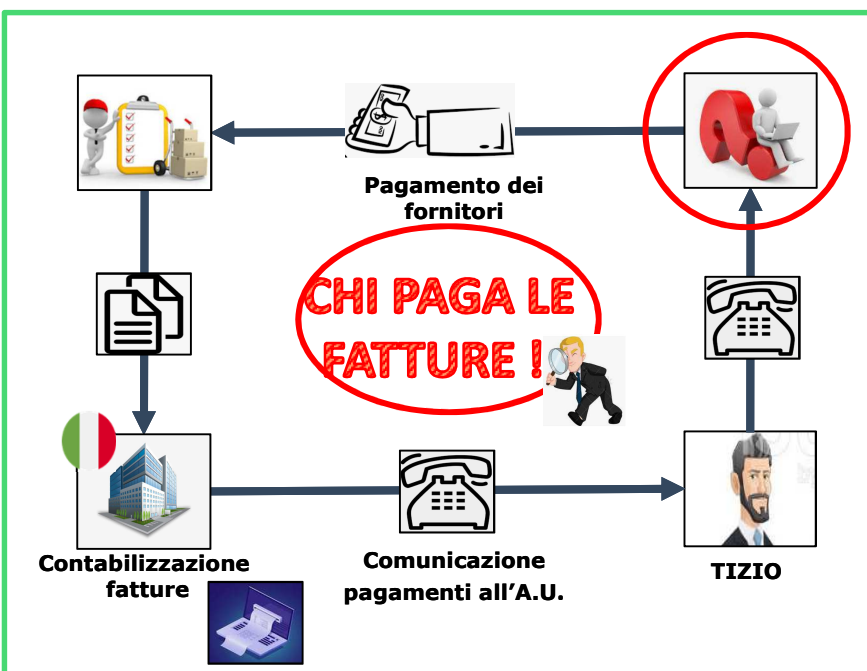 Pagamento dei
fornitori
CHI PAGA LE
FATTURE !
Contabilizzazione
fatture
Comunicazione
pagamenti all’A.U.
TIZIO